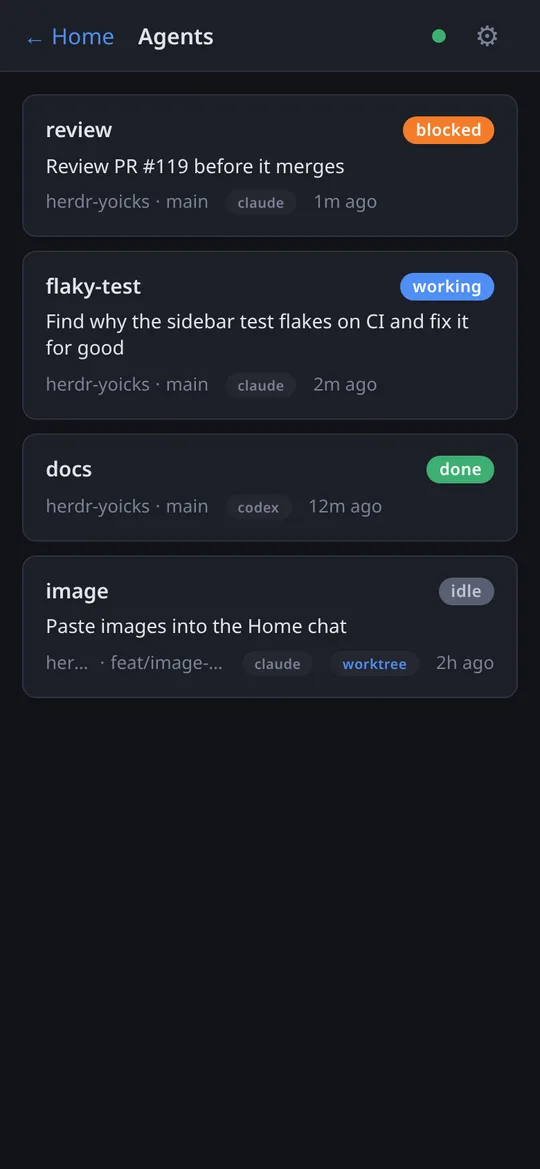 ← Home Agents
review blocked
Review PR #119 before it merges
herdr-yoicks · main claude 1m ago
flaky-test working
Find why the sidebar test flakes on CI and fix it
for good
herdr-yoicks · main claude 2m ago
docs done
herdr-yoicks · main codex 12m ago
image idle
Paste images into the Home chat
her... · feat/image-... claude worktree 2h ago